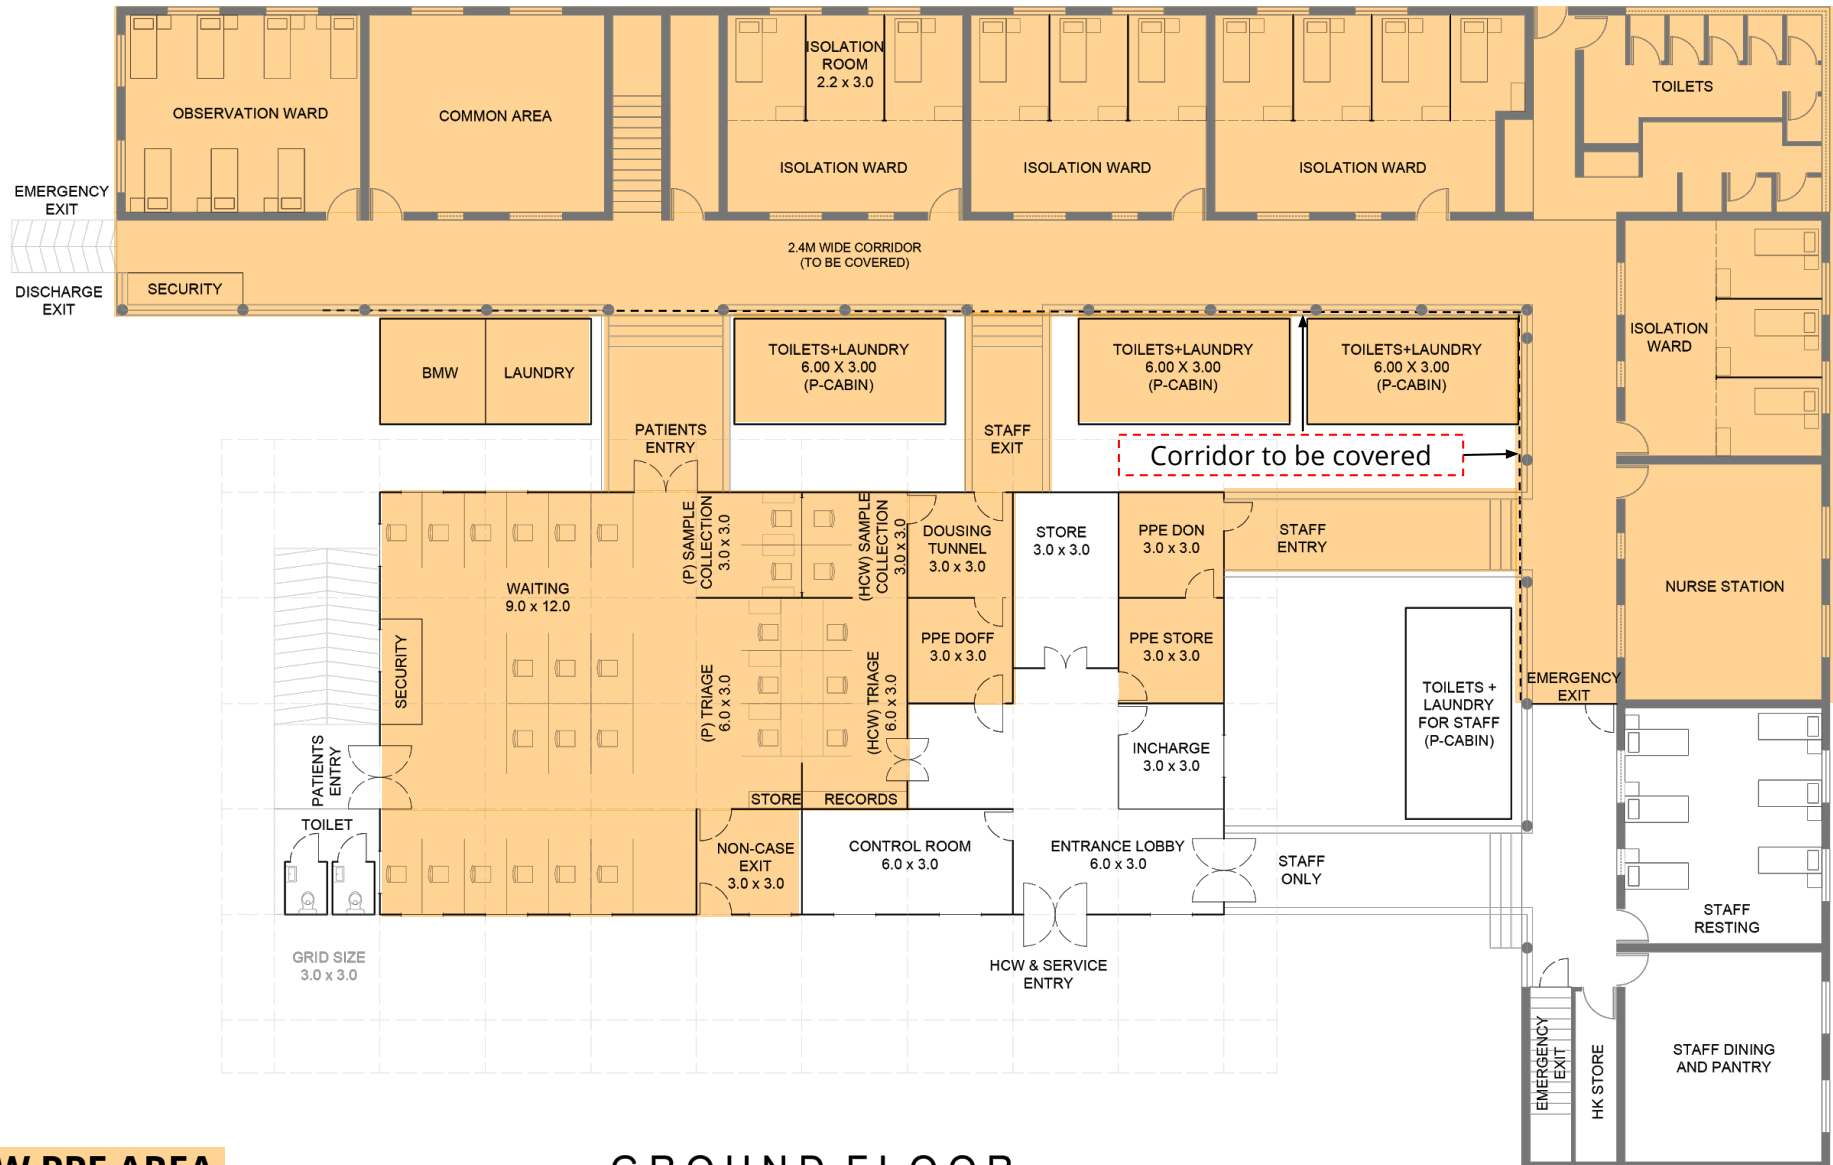 ISOLATION
ROOM
2.2 x 3.0
OBSERVATION WARD
COMMON AREA
ISOLATION WARD
ISOLATION WARD
ISOLATION WARD
TOILETS
EMERGENCY
EXIT
2.4M WIDE CORRIDOR
(TO BE COVERED)
DISCHARGE
EXIT
SECURITY
BMW
LAUNDRY
TOILETS+LAUNDRY
6.00 X 3.00
(P-CABIN)
TOILETS+LAUNDRY
6.00 X 3.00
(P-CABIN)
TOILETS+LAUNDRY
6.00 X 3.00
(P-CABIN)
ISOLATION
WARD
PATIENTS
ENTRY
STAFF
EXIT
Corridor to be covered
(P) SAMPLE
COLLECTION
3.0 x 3.0
(HCW) SAMPLE
COLLECTION
3.0 x 3.0
DOUSING
TUNNEL
3.0 x 3.0
STORE
3.0 x 3.0
PPE DON
3.0 x 3.0
STAFF
ENTRY
WAITING
9.0 x 12.0
NURSE STATION
SECURITY
(P) TRIAGE
6.0 x 3.0
(HCW) TRIAGE
6.0 x 3.0
PPE DOFF
3.0 x 3.0
PPE STORE
3.0 x 3.0
TOILETS +
LAUNDRY
FOR STAFF
(P-CABIN)
EMERGENCY
EXIT
PATIENTS
ENTRY
INCHARGE
3.0 x 3.0
STORE
RECORDS
TOILET
NON-CASE
EXIT
3.0 x 3.0
CONTROL ROOM
6.0 x 3.0
ENTRANCE LOBBY
6.0 x 3.0
STAFF
ONLY
STAFF
RESTING
GRID SIZE
3.0 x 3.0
HCW & SERVICE
ENTRY
EMERGENCY
EXIT
HK STORE
STAFF DINING
AND PANTRY
PPE AREA
GROUND FLOOR